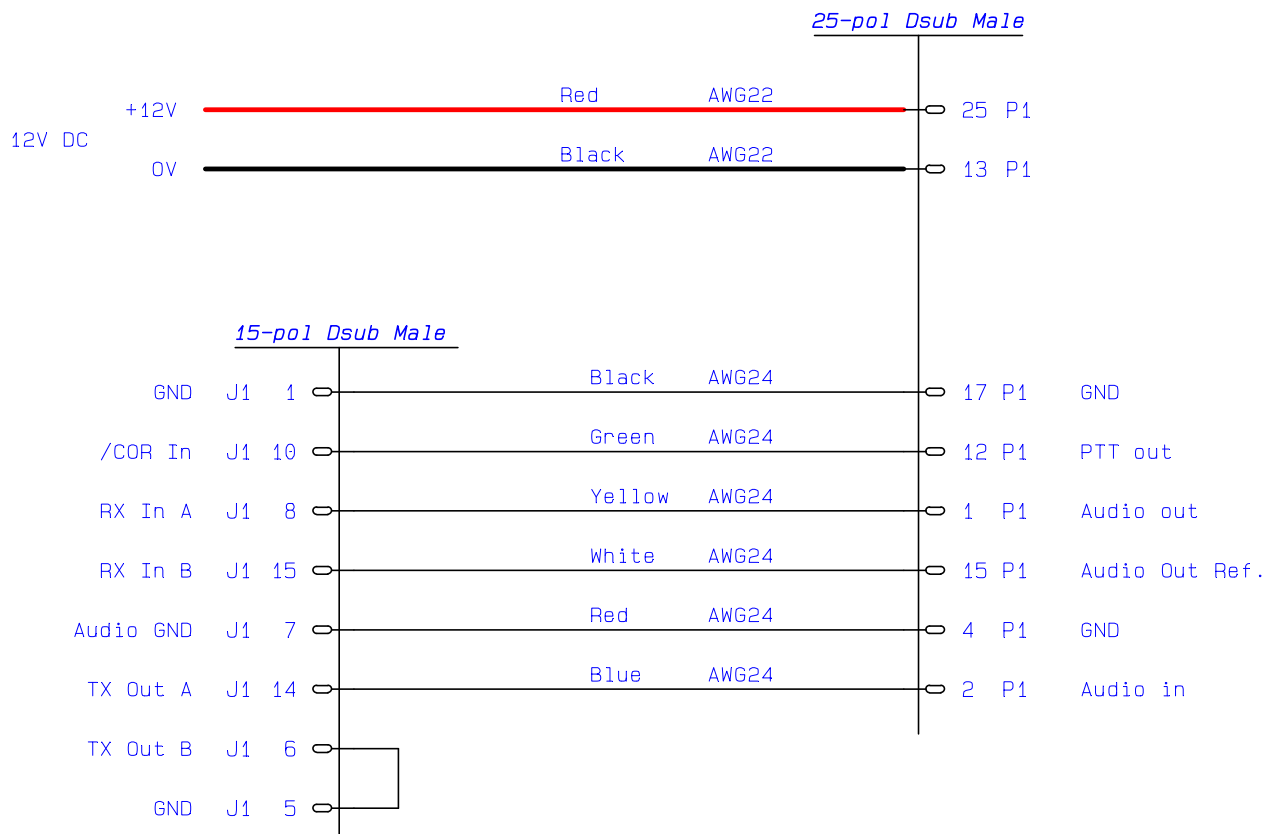 25-pol Dsub Male
Red AWG22
+12V 25 P1
12V DC
Black AWG22
0V 13 P1
15-pol Dsub Male
Black AWG24
GND J1 1 17 P1 GND
Green AWG24
/COR In J1 10 12 P1 PTT out
Yellow AWG24
RX In A J1 8 1 P1 Audio out
White AWG24
RX In B J1 15 15 P1 Audio Out Ref.
Red AWG24
Audio GND J1 7 4 P1 GND
Blue AWG24
TX Out A J1 14 2 P1 Audio in
TX Out B J1 6
GND J1 5